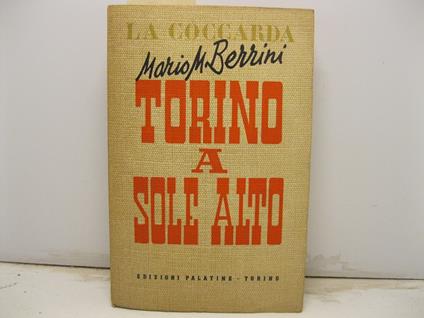 LA COCCARDA
Mario M. Berrini
TORINO
A
SOLE ALTO
EDIZIONI PALATINE - TORINO